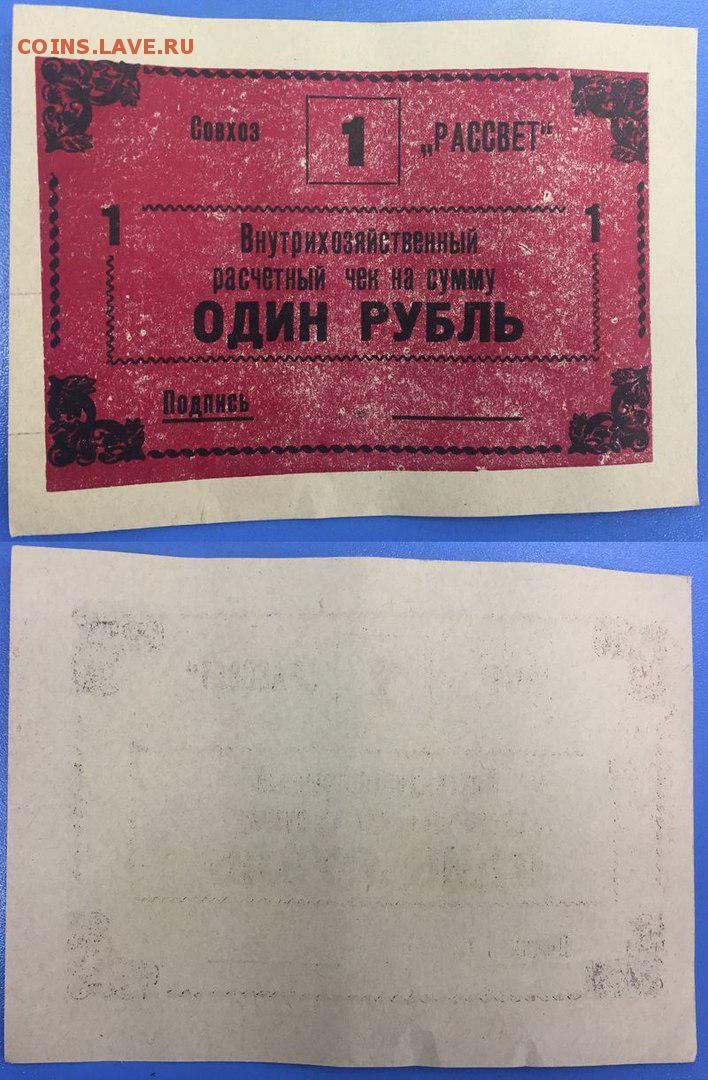 COINS.LAVE.RU
Совхоз 1 „РАССВЕТ“
1 1
Внутрихозяйственный
расчетный чек на сумму
ОДИН РУБЛЬ
Подпись